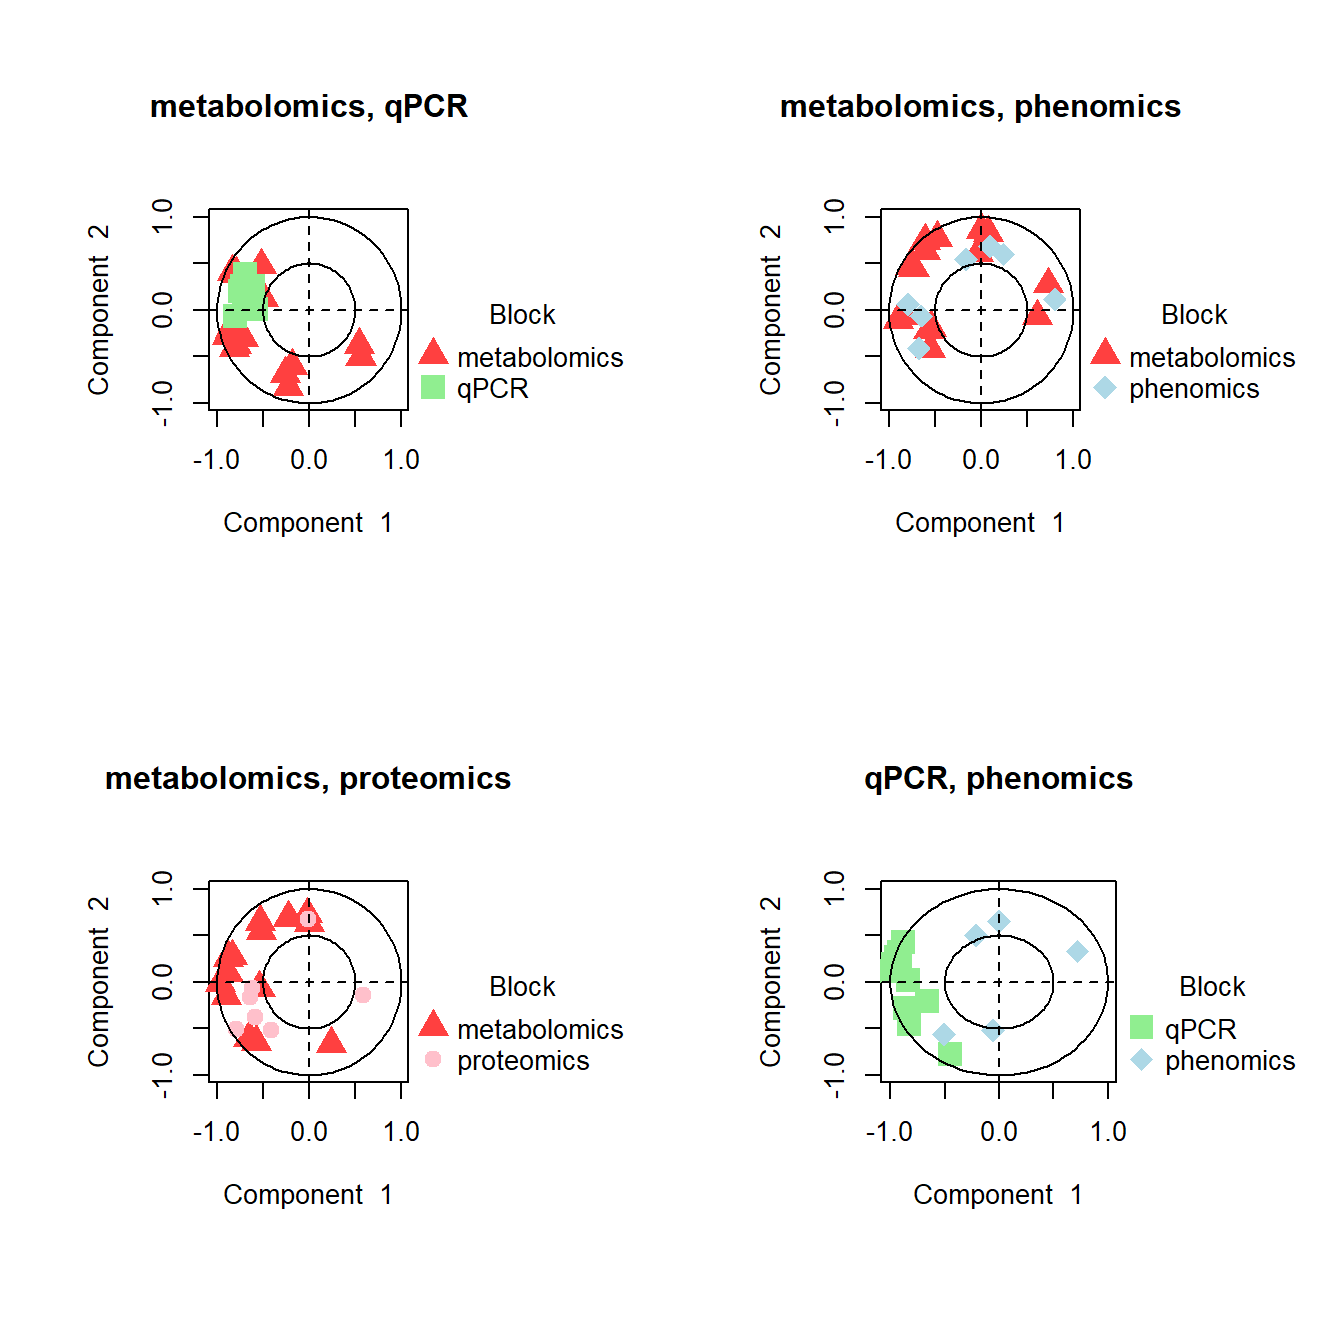 metabolomics, qPCR
Component 2
1.0
0.0
-1.0
-1.0 0.0 1.0
Component 1
Block
metabolomics
qPCR
metabolomics, phenomics
Component 2
1.0
0.0
-1.0
-1.0 0.0 1.0
Component 1
Block
metabolomics
phenomics
metabolomics, proteomics
Component 2
1.0
0.0
-1.0
-1.0 0.0 1.0
Component 1
Block
metabolomics
proteomics
qPCR, phenomics
Component 2
1.0
0.0
-1.0
-1.0 0.0 1.0
Component 1
Block
qPCR
phenomics